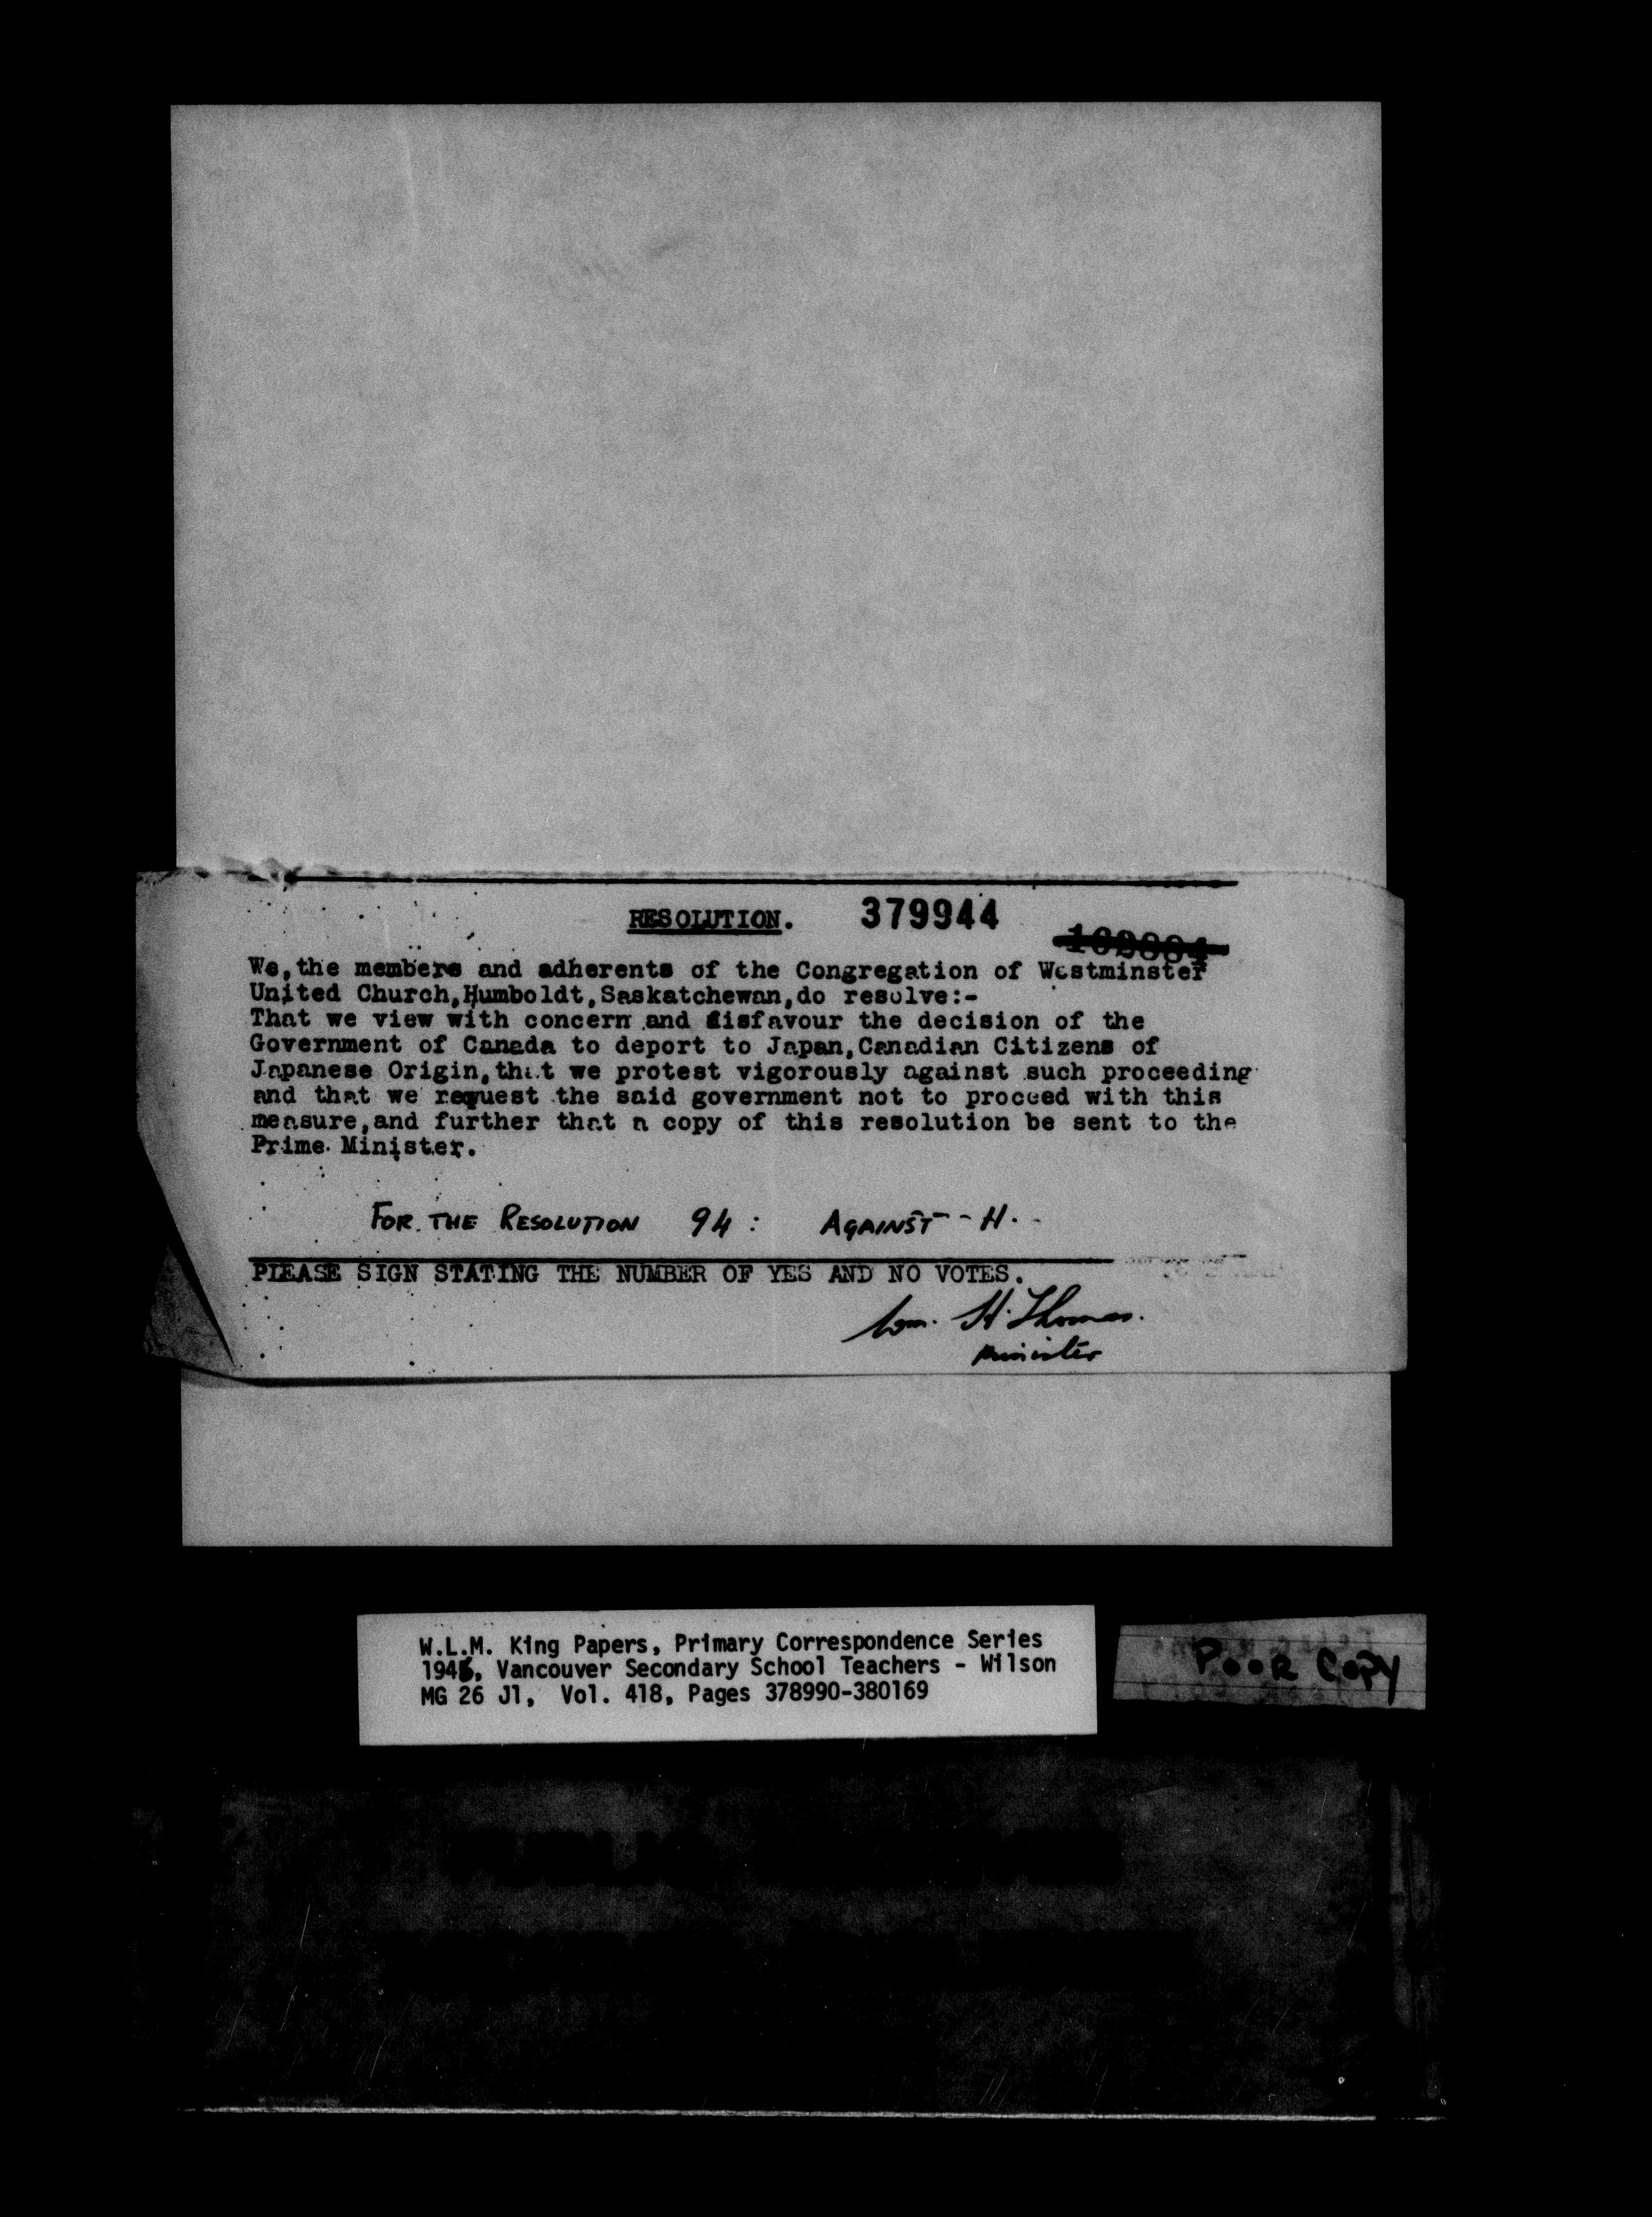 RESOLUTION. 379944
We,the members and adherents of the Congregation of Westminster
United Church,Humboldt,Saskatchewan,do resolve:-
That we view with concern and disfavour the decision of the
Government of Canada to deport to Japan,Canadian Citizens of
Japanese Origin,that we protest vigorously against such proceeding
and that we request the said government not to proceed with this
measure,and further that a copy of this resolution be sent to the
Prime Minister.
FOR THE RESOLUTION 94 : AGAINST - 4.
PLEASE SIGN STATING THE NUMBER OF YES AND NO VOTES.
Wm. H. Thomas.
Minister
W.L.M. King Papers, Primary Correspondence Series
Vancouver Secondary School Teachers - Wilson
MG 26 J1, Vol. 418, Pages 378990-380169
POOR COPY